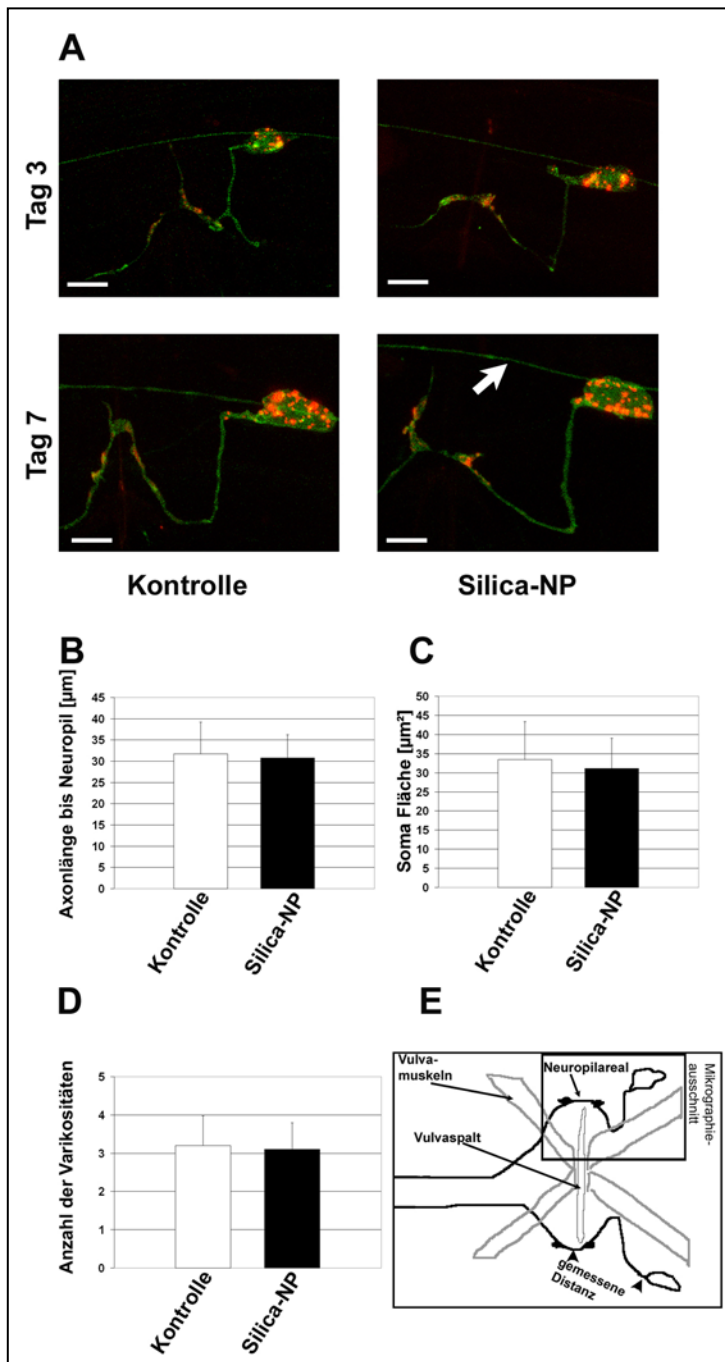 A
Tag 3
Tag 7
Kontrolle
Silica-NP
B
Axonlänge bis Neuropil [µm]
45
40
35
30
25
20
15
10
5
0
Kontrolle
Silica-NP
C
Soma Fläche [µm²]
50
45
40
35
30
25
20
15
10
5
0
Kontrolle
Silica-NP
D
Anzahl der Varikositäten
5
4
3
2
1
0
Kontrolle
Silica-NP
E
Vulva-
muskeln
Neuropilareal
Mikrographie-
ausschnitt
Vulvaspalt
gemessene
Distanz